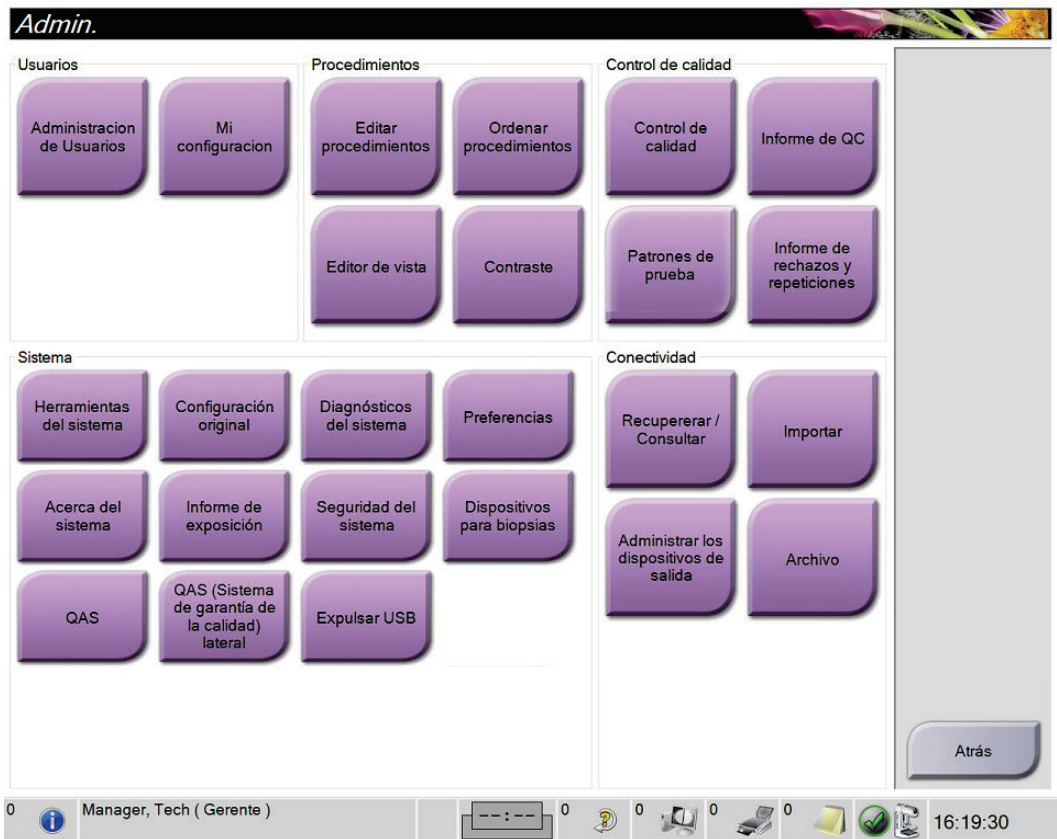 Admin.
Usuarios
Administracion
de Usuarios
Mi
configuracion
Procedimientos
Editar
procedimientos
Ordenar
procedimientos
Editor de vista
Contraste
Control de calidad
Control de
calidad
Informe de QC
Patrones de
prueba
Informe de
rechazos y
repeticiones
Sistema
Herramientas
del sistema
Configuración
original
Diagnósticos
del sistema
Preferencias
Acerca del
sistema
Informe de
exposición
Seguridad del
sistema
Dispositivos
para biopsias
QAS
QAS (Sistema
de garantía de
la calidad)
lateral
Expulsar USB
Conectividad
Recupererar /
Consultar
Importar
Administrar los
dispositivos de
salida
Archivo
Atrás
0
Manager, Tech ( Gerente )
--:--
0
0
0
0
16:19:30